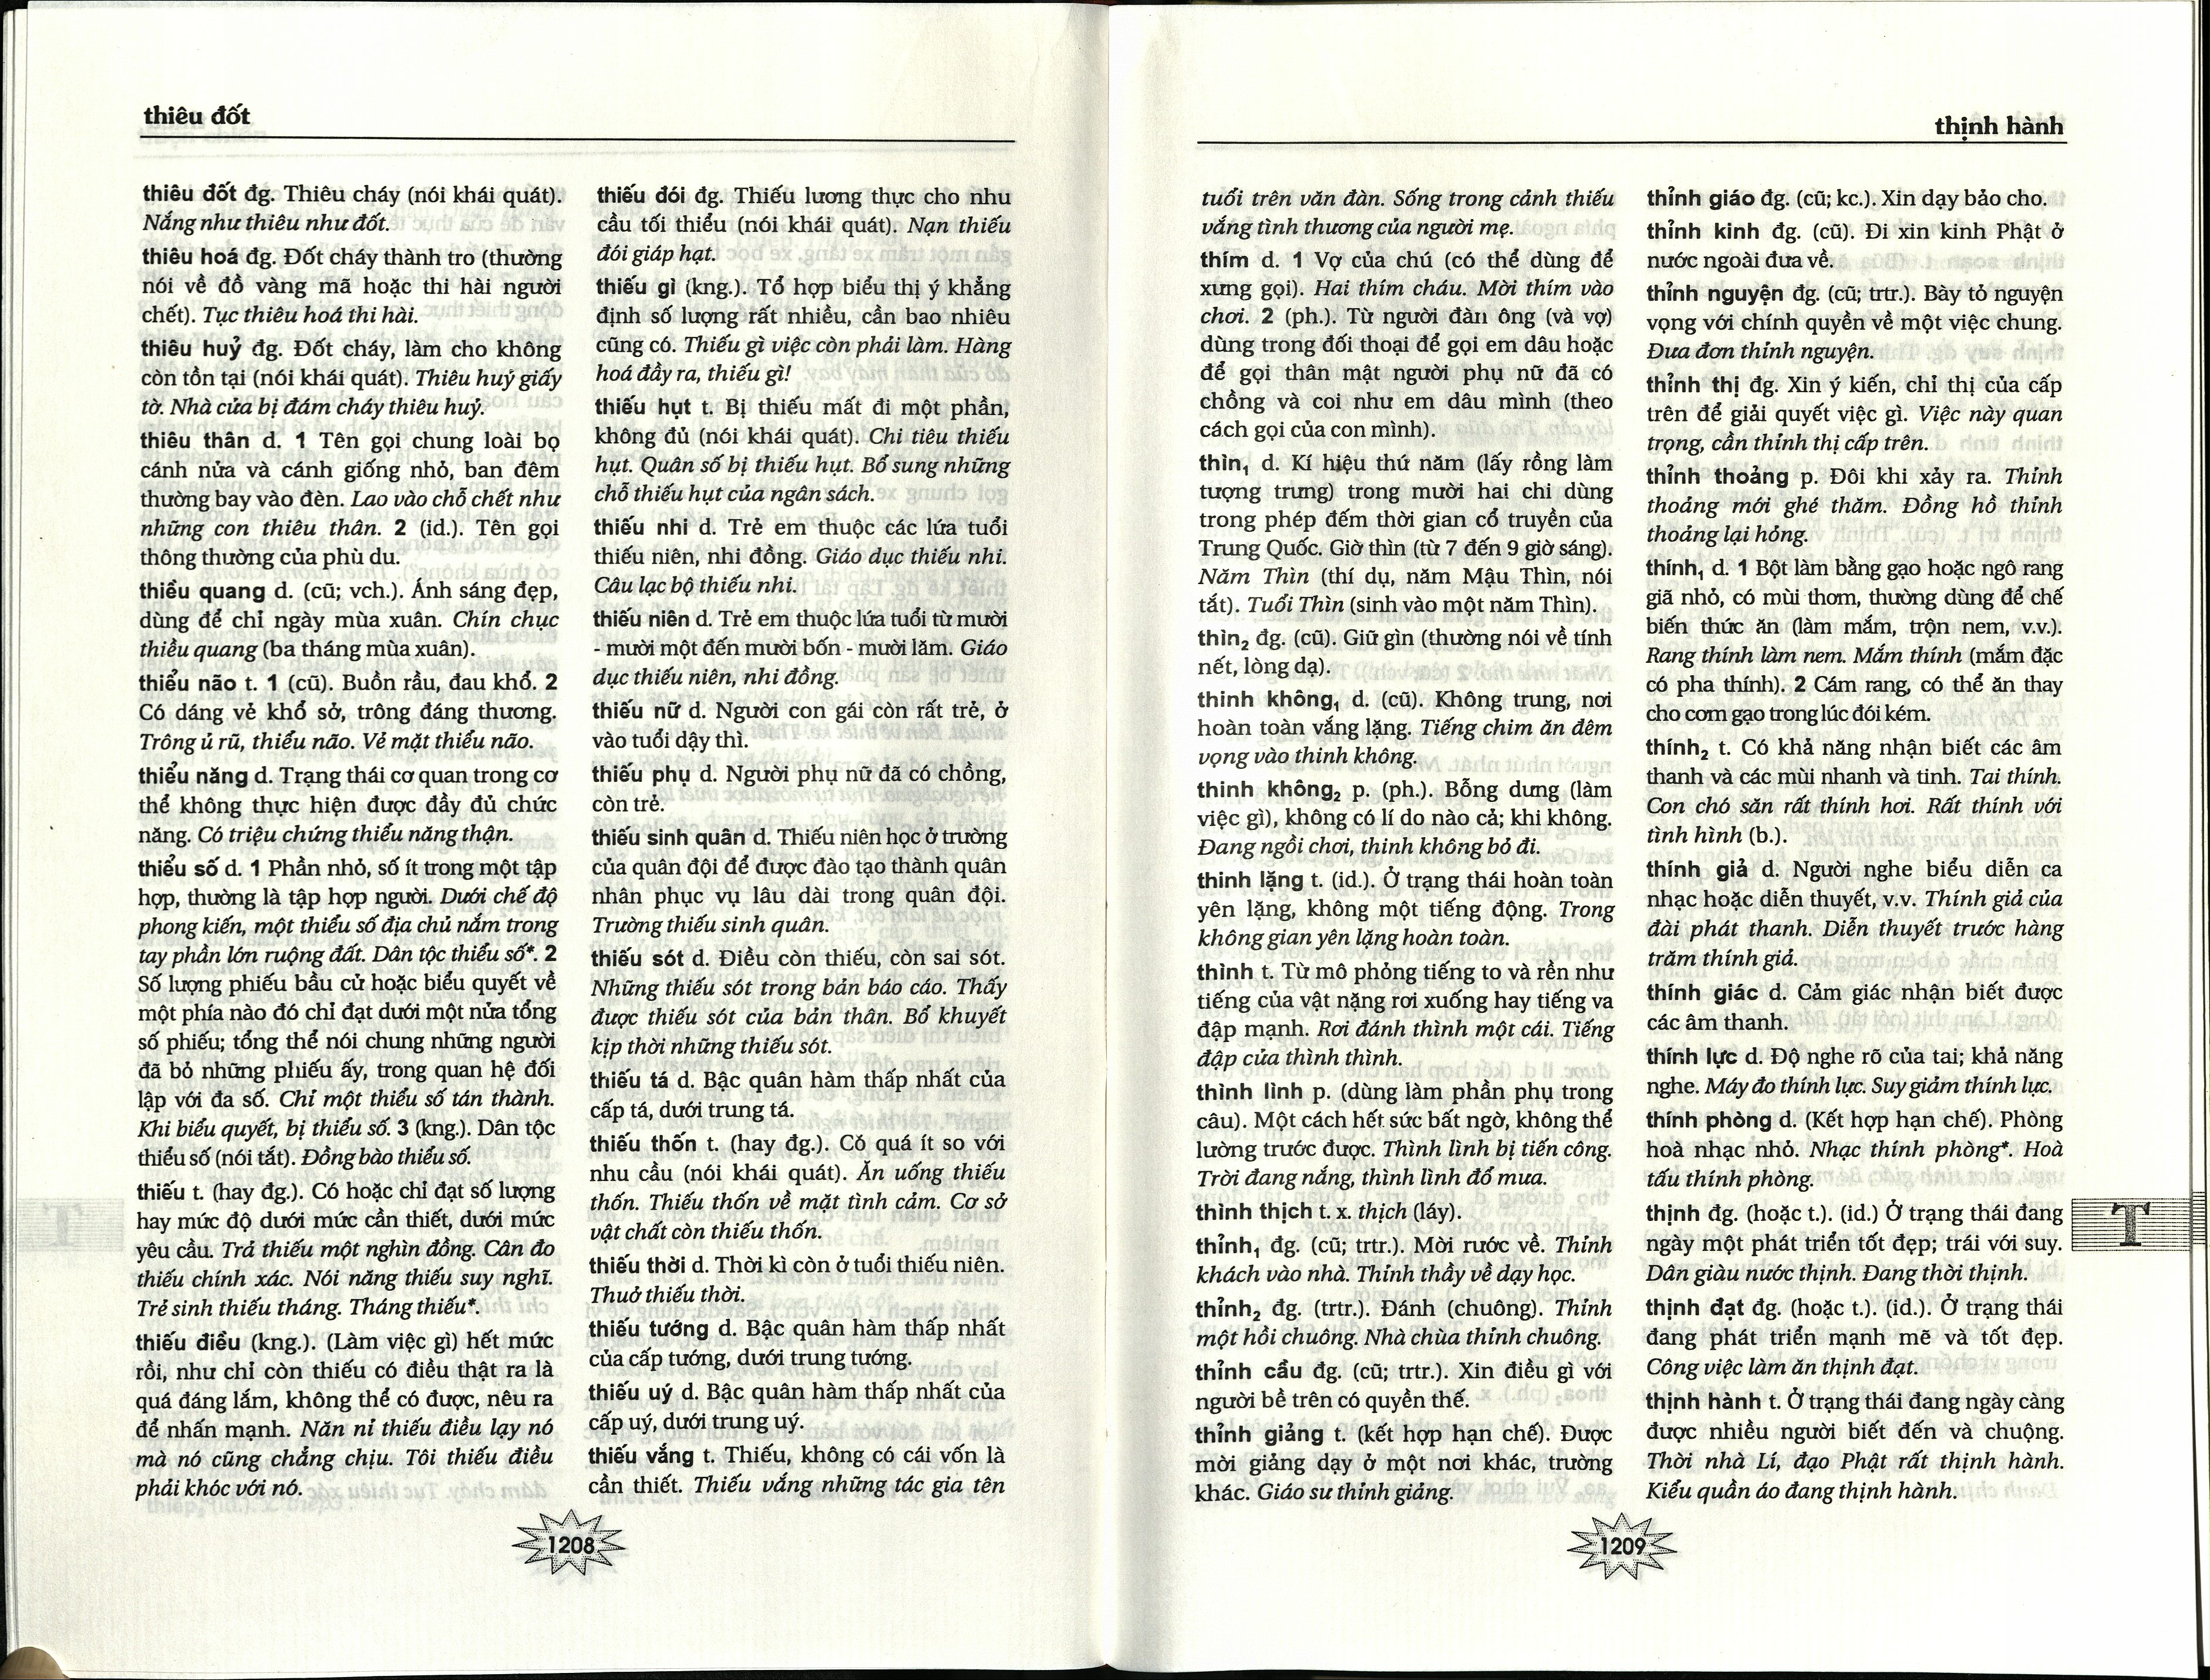 thiêu đốt
thiêu đốt đg. Thiêu cháy (nói khái quát).
Nắng như thiêu như đốt.
thiêu hoá đg. Đốt cháy thành tro (thường
nói về đồ vàng mã hoặc thi hài người
chết). Tục thiêu hoá thi hài.
thiêu huỷ đg. Đốt cháy, làm cho không
còn tồn tại (nói khái quát). Thiêu huỷ giấy
tờ. Nhà cửa bị đám cháy thiêu huỷ.
thiêu thân d. 1 Tên gọi chung loài bọ
cánh nửa và cánh giống nhỏ, ban đêm
thường bay vào đèn. Lao vào chỗ chết như
những con thiêu thân. 2 (id.). Tên gọi
thông thường của phù du.
thiều quang d. (cũ; vch.). Ánh sáng đẹp,
dùng để chỉ ngày mùa xuân. Chín chục
thiều quang (ba tháng mùa xuân).
thiểu não t. 1 (cũ). Buồn rầu, đau khổ. 2
Có dáng vẻ khổ sở, trông đáng thương.
Trông ủ rũ, thiểu não. Vẻ mặt thiểu não.
thiểu năng d. Trạng thái cơ quan trong cơ
thể không thực hiện được đầy đủ chức
năng. Có triệu chứng thiểu năng thận.
thiểu số d. 1 Phần nhỏ, số ít trong một tập
hợp, thường là tập hợp người. Dưới chế độ
phong kiến, một thiểu số địa chủ nắm trong
tay phần lớn ruộng đất. Dân tộc thiểu số*. 2
Số lượng phiếu bầu cử hoặc biểu quyết về
một phía nào đó chỉ đạt dưới một nửa tổng
số phiếu; tổng thể nói chung những người
đã bỏ những phiếu ấy, trong quan hệ đối
lập với đa số. Chỉ một thiểu số tán thành.
Khi biểu quyết, bị thiểu số. 3 (kng.). Dân tộc
thiểu số (nói tắt). Đồng bào thiểu số.
thiếu t. (hay đg.). Có hoặc chỉ đạt số lượng
hay mức độ dưới mức cần thiết, dưới mức
yêu cầu. Trả thiếu một nghìn đồng. Cân đo
thiếu chính xác. Nói năng thiếu suy nghĩ.
Trẻ sinh thiếu tháng. Tháng thiếu*.
thiếu điều (kng.). (Làm việc gì) hết mức
rồi, như chỉ còn thiếu có điều thật ra là
quá đáng lắm, không thể có được, nêu ra
để nhấn mạnh. Năn nỉ thiếu điều lạy nó
mà nó cũng chẳng chịu. Tôi thiếu điều
phải khóc với nó.
thiếu đói đg. Thiếu lương thực cho nhu
cầu tối thiểu (nói khái quát). Nạn thiếu
đói giáp hạt.
thiếu gì (kng.). Tổ hợp biểu thị ý khẳng
định số lượng rất nhiều, cần bao nhiêu
cũng có. Thiếu gì việc còn phải làm. Hàng
hoá đầy ra, thiếu gì!
thiếu hụt t. Bị thiếu mất đi một phần,
không đủ (nói khái quát). Chi tiêu thiếu
hụt. Quân số bị thiếu hụt. Bổ sung những
chỗ thiếu hụt của ngân sách.
thiếu nhi d. Trẻ em thuộc các lứa tuổi
thiếu niên, nhi đồng. Giáo dục thiếu nhi.
Câu lạc bộ thiếu nhi.
thiếu niên d. Trẻ em thuộc lứa tuổi từ mười
- mười một đến mười bốn - mười lăm. Giáo
dục thiếu niên, nhi đồng.
thiếu nữ d. Người con gái còn rất trẻ, ở
vào tuổi dậy thì.
thiếu phụ d. Người phụ nữ đã có chồng,
còn trẻ.
thiếu sinh quân d. Thiếu niên học ở trường
của quân đội để được đào tạo thành quân
nhân phục vụ lâu dài trong quân đội.
Trường thiếu sinh quân.
thiếu sót d. Điều còn thiếu, còn sai sót.
Những thiếu sót trong bản báo cáo. Thấy
được thiếu sót của bản thân. Bổ khuyết
kịp thời những thiếu sót.
thiếu tá d. Bậc quân hàm thấp nhất của
cấp tá, dưới trung tá.
thiếu thốn t. (hay đg.). Có quá ít so với
nhu cầu (nói khái quát). Ăn uống thiếu
thốn. Thiếu thốn về mặt tình cảm. Cơ sở
vật chất còn thiếu thốn.
thiếu thời d. Thời kì còn ở tuổi thiếu niên.
Thuở thiếu thời.
thiếu tướng d. Bậc quân hàm thấp nhất
của cấp tướng, dưới trung tướng.
thiếu uý d. Bậc quân hàm thấp nhất của
cấp uý, dưới trung uý.
thiếu vắng t. Thiếu, không có cái vốn là
cần thiết. Thiếu vắng những tác gia tên
1208
thịnh hành
tuổi trên văn đàn. Sống trong cảnh thiếu
vắng tình thương của người mẹ.
thím d. 1 Vợ của chú (có thể dùng để
xưng gọi). Hai thím cháu. Mời thím vào
chơi. 2 (ph.). Từ người đàn ông (và vợ)
dùng trong đối thoại để gọi em dâu hoặc
để gọi thân mật người phụ nữ đã có
chồng và coi như em dâu mình (theo
cách gọi của con mình).
thìn₁ d. Kí hiệu thứ năm (lấy rồng làm
tượng trưng) trong mười hai chi dùng
trong phép đếm thời gian cổ truyền của
Trung Quốc. Giờ thìn (từ 7 đến 9 giờ sáng).
Năm Thìn (thí dụ, năm Mậu Thìn, nói
tắt). Tuổi Thìn (sinh vào một năm Thìn).
thìn₂ đg. (cũ). Giữ gìn (thường nói về tính
nết, lòng dạ).
thinh không₁ d. (cũ). Không trung, nơi
hoàn toàn vắng lặng. Tiếng chim ăn đêm
vọng vào thinh không.
thinh không₂ p. (ph.). Bỗng dưng (làm
việc gì), không có lí do nào cả; khi không.
Đang ngồi chơi, thinh không bỏ đi.
thinh lặng t. (id.). Ở trạng thái hoàn toàn
yên lặng, không một tiếng động. Trong
không gian yên lặng hoàn toàn.
thình t. Từ mô phỏng tiếng to và rền như
tiếng của vật nặng rơi xuống hay tiếng va
đập mạnh. Rơi đánh thình một cái. Tiếng
đập cửa thình thình.
thình lình p. (dùng làm phần phụ trong
câu). Một cách hết sức bất ngờ, không thể
lường trước được. Thình lình bị tiến công.
Trời đang nắng, thình lình đổ mưa.
thình thịch t. x. thịch (láy).
thỉnh₁ đg. (cũ; trtr.). Mời rước về. Thỉnh
khách vào nhà. Thỉnh thầy về dạy học.
thỉnh₂ đg. (trtr.). Đánh (chuông). Thỉnh
một hồi chuông. Nhà chùa thỉnh chuông.
thỉnh cầu đg. (cũ; trtr.). Xin điều gì với
người bề trên có quyền thế.
thỉnh giảng t. (kết hợp hạn chế). Được
mời giảng dạy ở một nơi khác, trường
khác. Giáo sư thỉnh giảng.
thỉnh giáo đg. (cũ; kc.). Xin dạy bảo cho.
thỉnh kinh đg. (cũ). Đi xin kinh Phật ở
nước ngoài đưa về.
thỉnh nguyện đg. (cũ; trtr.). Bày tỏ nguyện
vọng với chính quyền về một việc chung.
Đưa đơn thỉnh nguyện.
thỉnh thị đg. Xin ý kiến, chỉ thị của cấp
trên để giải quyết việc gì. Việc này quan
trọng, cần thỉnh thị cấp trên.
thỉnh thoảng p. Đôi khi xảy ra. Thỉnh
thoảng mới ghé thăm. Đồng hồ thỉnh
thoảng lại hỏng.
thính₁ d. 1 Bột làm bằng gạo hoặc ngô rang
giã nhỏ, có mùi thơm, thường dùng để chế
biến thức ăn (làm mắm, trộn nem, v.v.).
Rang thính làm nem. Mắm thính (mắm đặc
có pha thính). 2 Cám rang, có thể ăn thay
cho cơm gạo trong lúc đói kém.
thính₂ t. Có khả năng nhận biết các âm
thanh và các mùi nhanh và tinh. Tai thính.
Con chó săn rất thính hơi. Rất thính với
tình hình (b.).
thính giả d. Người nghe biểu diễn ca
nhạc hoặc diễn thuyết, v.v. Thính giả của
đài phát thanh. Diễn thuyết trước hàng
trăm thính giả.
thính giác d. Cảm giác nhận biết được
các âm thanh.
thính lực d. Độ nghe rõ của tai; khả năng
nghe. Máy đo thính lực. Suy giảm thính lực.
thính phòng d. (Kết hợp hạn chế). Phòng
hoà nhạc nhỏ. Nhạc thính phòng*. Hoà
tấu thính phòng.
thịnh đg. (hoặc t.). (id.) Ở trạng thái đang
ngày một phát triển tốt đẹp; trái với suy.
Dân giàu nước thịnh. Đang thời thịnh.
thịnh đạt đg. (hoặc t.). (id.). Ở trạng thái
đang phát triển mạnh mẽ và tốt đẹp.
Công việc làm ăn thịnh đạt.
thịnh hành t. Ở trạng thái đang ngày càng
được nhiều người biết đến và chuộng.
Thời nhà Lí, đạo Phật rất thịnh hành.
Kiểu quần áo đang thịnh hành.
T
1209